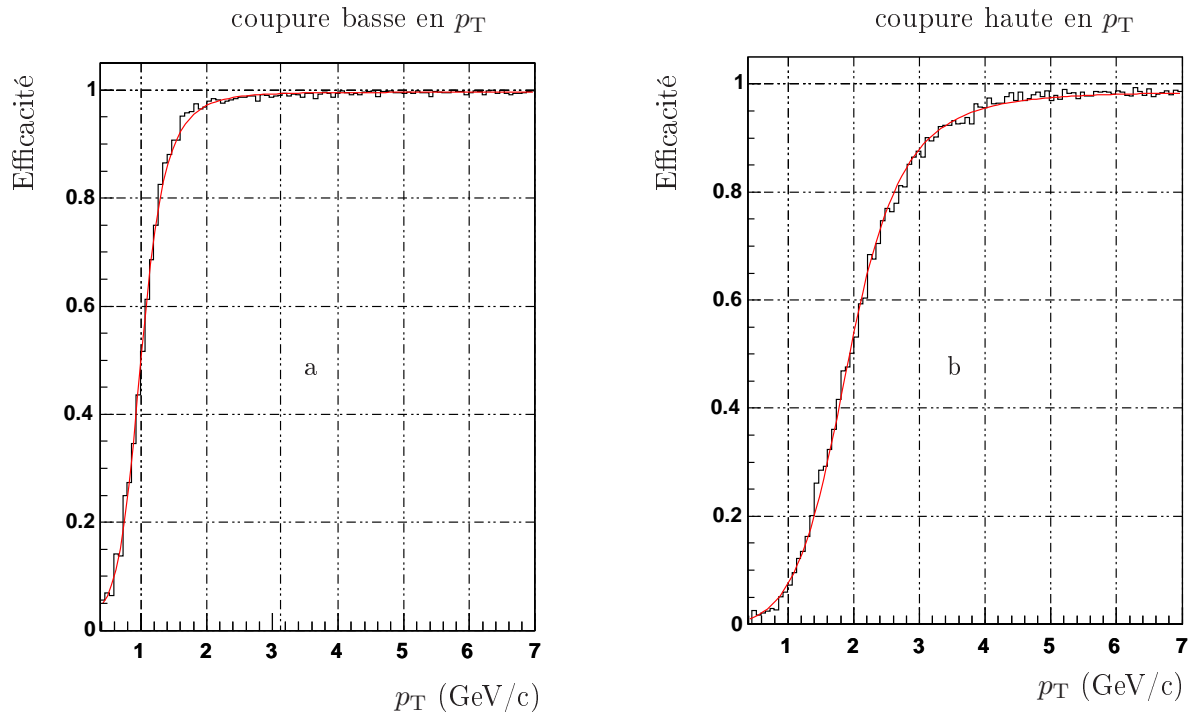 coupure basse en pT
Efficacité
1
0.8
0.6
0.4
0.2
0
a
1 2 3 4 5 6 7
pT (GeV/c)
coupure haute en pT
Efficacité
1
0.8
0.6
0.4
0.2
0
b
1 2 3 4 5 6 7
pT (GeV/c)